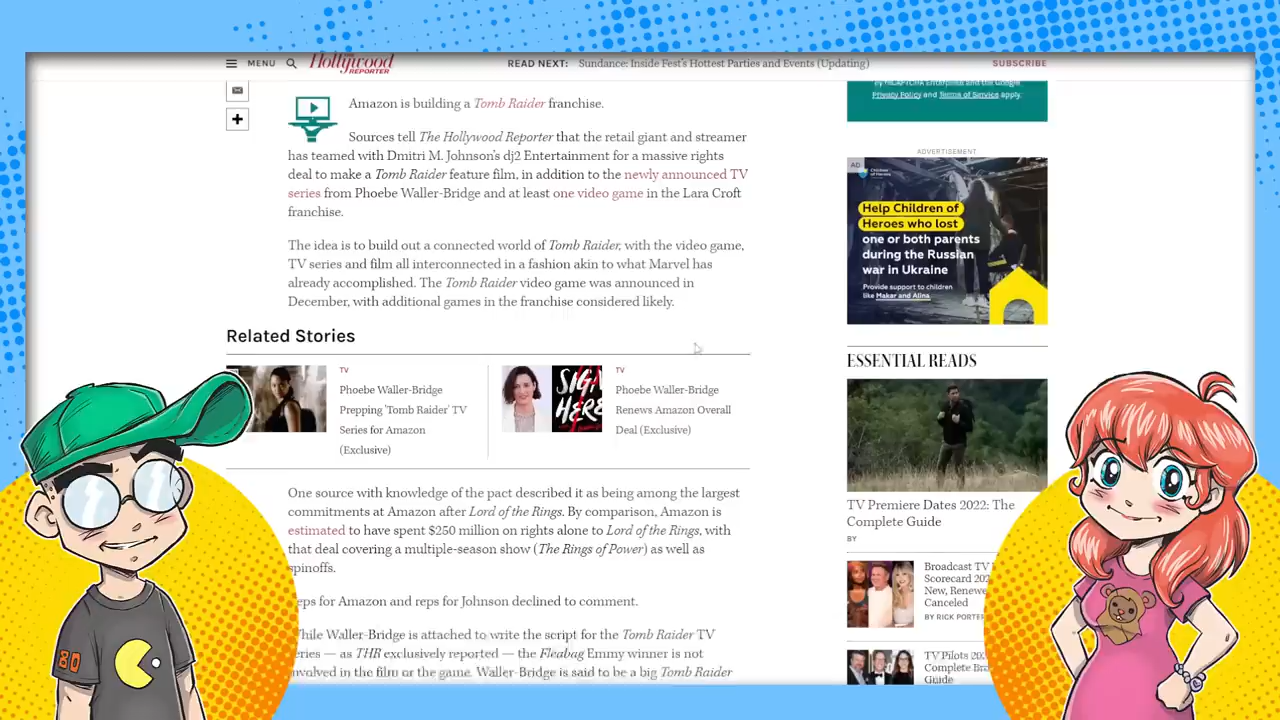 MENU
Hollywood
REPORTER
READ NEXT: Sundance: Inside Fest's Hottest Parties and Events (Updating)
SUBSCRIBE
Amazon is building a Tomb Raider franchise.
Sources tell The Hollywood Reporter that the retail giant and streamer
has teamed with Dmitri M. Johnson's dj2 Entertainment for a massive rights
deal to make a Tomb Raider feature film, in addition to the newly announced TV
series from Phoebe Waller-Bridge and at least one video game in the Lara Croft
franchise.
The idea is to build out a connected world of Tomb Raider, with the video game,
TV series and film all interconnected in a fashion akin to what Marvel has
already accomplished. The Tomb Raider video game was announced in
December, with additional games in the franchise considered likely.
Related Stories
TV
Phoebe Waller-Bridge
Prepping 'Tomb Raider' TV
Series for Amazon
(Exclusive)
SIGN
HERE
TV
Phoebe Waller-Bridge
Renews Amazon Overall
Deal (Exclusive)
One source with knowledge of the pact described it as being among the largest
commitments at Amazon after Lord of the Rings. By comparison, Amazon is
estimated to have spent $250 million on rights alone to Lord of the Rings, with
that deal covering a multiple-season show (The Rings of Power) as well as
spinoffs.
eps for Amazon and reps for Johnson declined to comment.
While Waller-Bridge is attached to write the script for the Tomb Raider TV
eries — as THR exclusively reported — the Fleabag Emmy winner is not
nvolved in the film or the game. Waller-Bridge is said to be a big Tomb Raider
Privacy Policy and Terms of Service apply.
ADVERTISEMENT
AD
Children
of Heroes
Help Children of
Heroes who lost
one or both parents
during the Russian
war in Ukraine
Provide support to children
like Makar and Alina
ESSENTIAL READS
TV Premiere Dates 2022: The
Complete Guide
BY
Broadcast TV
Scorecard 202
New, Renewe
Canceled
BY RICK PORTER
TV Pilots 20
Complete Bro
Guide
80